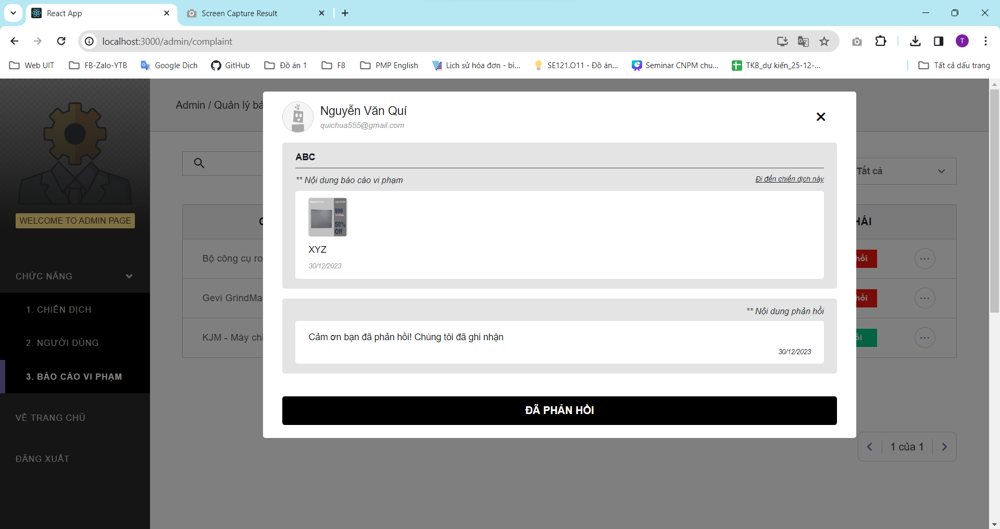 React App
Screen Capture Result
localhost:3000/admin/complaint
T
Web UIT
FB-Zalo-YTB
Google Dịch
GitHub
Đồ án 1
F8
PMP English
Lịch sử hóa đơn - bi...
SE121.O11 - Đồ án...
Seminar CNPM chu...
TKB_dự kiến_25-12-...
Tất cả dấu trang
WELCOME TO ADMIN PAGE
CHỨC NĂNG
1. CHIẾN DỊCH
2. NGƯỜI DÙNG
3. BÁO CÁO VI PHẠM
VỀ TRANG CHỦ
ĐĂNG XUẤT
Admin / Quản lý bá
Tất cả
HÁI
Bộ công cụ ro
hồi
Gevi GrindMa
hồi
KJM - Máy chi
ồi
1 của 1
Nguyễn Văn Quí
quichua555@gmail.com
ABC
** Nội dung báo cáo vi phạm
Đi đến chiến dịch này
$99
50%
Off
XYZ
30/12/2023
** Nội dung phản hồi
Cảm ơn bạn đã phản hồi! Chúng tôi đã ghi nhận
30/12/2023
ĐÃ PHẢN HỒI